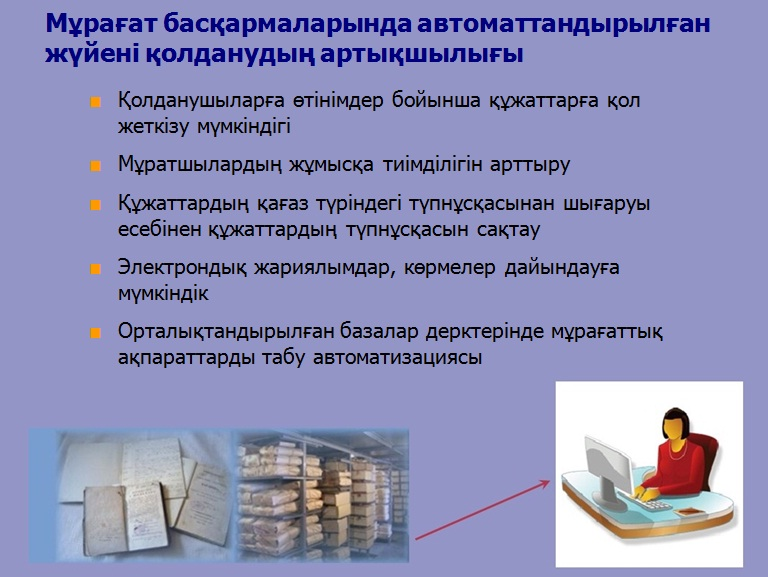 Мұрағат басқармаларында автоматтандырылған
жүйені қолданудың артықшылығы
Қолданушыларға өтінімдер бойынша құжаттарға қол
жеткізу мүмкіндігі
Мұратшылардың жұмысқа тиімділігін арттыру
Құжаттардың қағаз түріндегі түпнұсқасынан шығаруы
есебінен құжаттардың түпнұсқасын сақтау
Электрондық жариялымдар, көрмелер дайындауға
мүмкіндік
Орталықтандырылған базалар дерктерінде мұрағаттық
ақпараттарды табу автоматизациясы